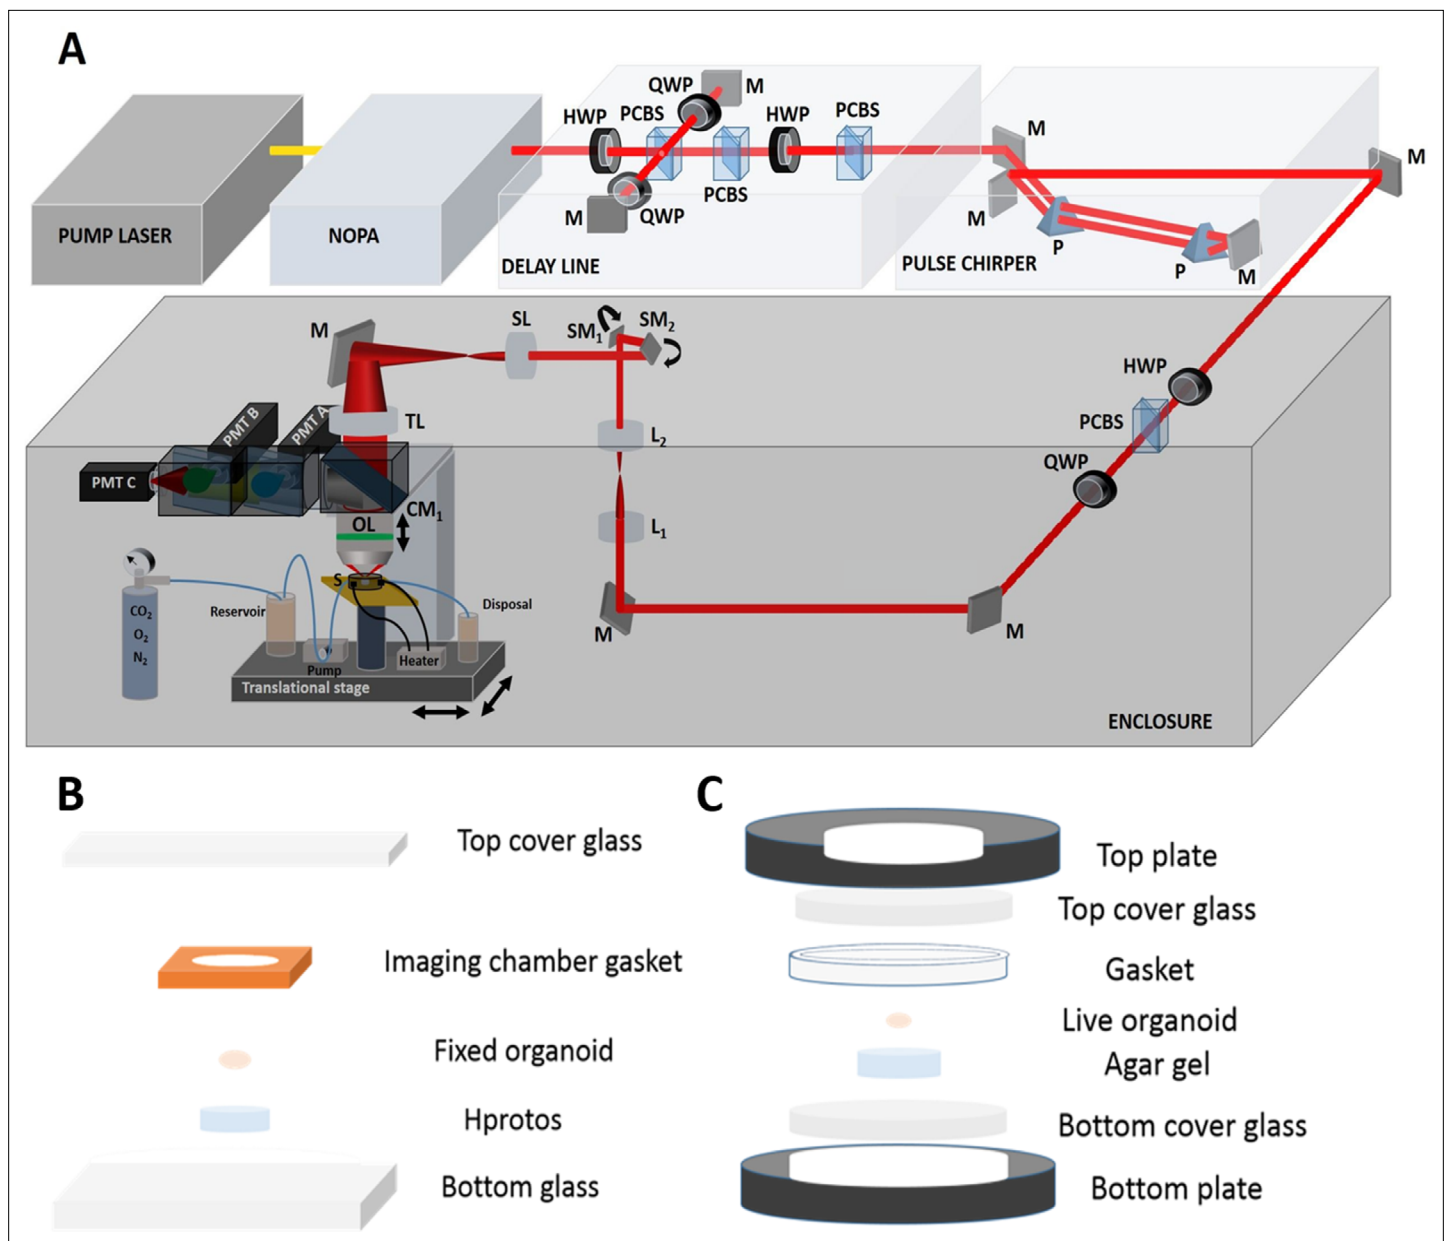 A
PUMP LASER
NOPA
HWP
PCBS
QWP
M
PCBS
HWP
PCBS
M
QWP
DELAY LINE
M
M
P
P
M
PULSE CHIRPER
M
M
SL
SM1
SM2
TL
PMT B
PMT A
PMT C
CM1
OL
L2
L1
HWP
PCBS
QWP
S
Reservoir
Disposal
CO2
O2
N2
Pump
Heater
Translational stage
M
M
ENCLOSURE
B
Top cover glass
Imaging chamber gasket
Fixed organoid
Hprotos
Bottom glass
C
Top plate
Top cover glass
Gasket
Live organoid
Agar gel
Bottom cover glass
Bottom plate